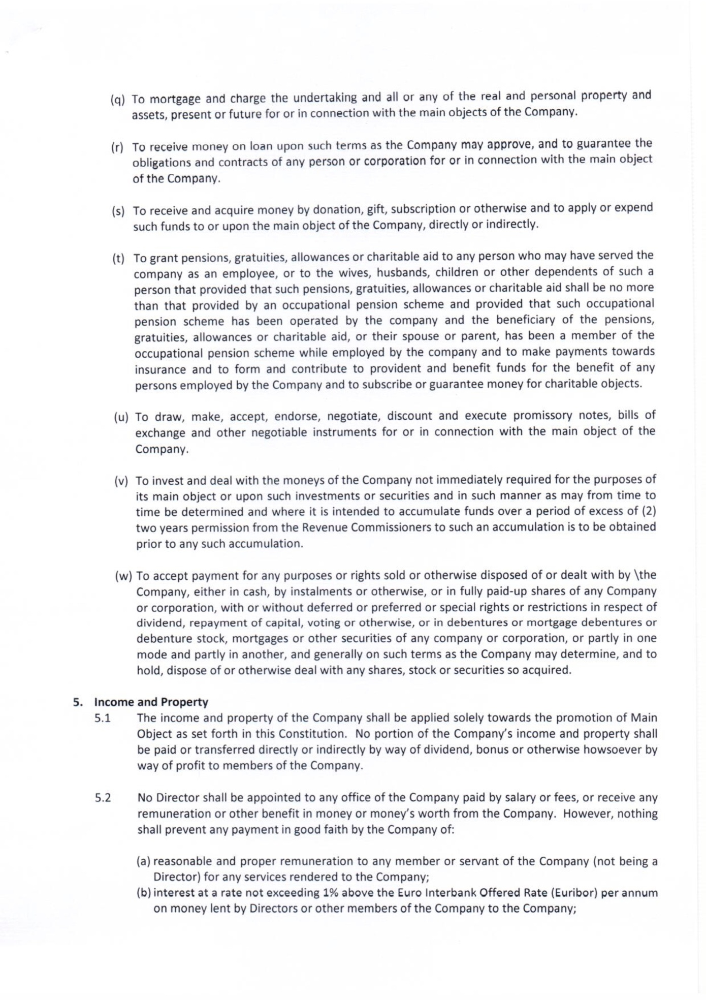 (q) To mortgage and charge the undertaking and all or any of the real and personal property and
assets, present or future for or in connection with the main objects of the Company.
(r) To receive money on loan upon such terms as the Company may approve, and to guarantee the
obligations and contracts of any person or corporation for or in connection with the main object
of the Company.
(s) To receive and acquire money by donation, gift, subscription or otherwise and to apply or expend
such funds to or upon the main object of the Company, directly or indirectly.
(t) To grant pensions, gratuities, allowances or charitable aid to any person who may have served the
company as an employee, or to the wives, husbands, children or other dependents of such a
person that provided that such pensions, gratuities, allowances or charitable aid shall be no more
than that provided by an occupational pension scheme and provided that such occupational
pension scheme has been operated by the company and the beneficiary of the pensions,
gratuities, allowances or charitable aid, or their spouse or parent, has been a member of the
occupational pension scheme while employed by the company and to make payments towards
insurance and to form and contribute to provident and benefit funds for the benefit of any
persons employed by the Company and to subscribe or guarantee money for charitable objects.
(u) To draw, make, accept, endorse, negotiate, discount and execute promissory notes, bills of
exchange and other negotiable instruments for or in connection with the main object of the
Company.
(v) To invest and deal with the moneys of the Company not immediately required for the purposes of
its main object or upon such investments or securities and in such manner as may from time to
time be determined and where it is intended to accumulate funds over a period of excess of (2)
two years permission from the Revenue Commissioners to such an accumulation is to be obtained
prior to any such accumulation.
(w) To accept payment for any purposes or rights sold or otherwise disposed of or dealt with by \the
Company, either in cash, by instalments or otherwise, or in fully paid-up shares of any Company
or corporation, with or without deferred or preferred or special rights or restrictions in respect of
dividend, repayment of capital, voting or otherwise, or in debentures or mortgage debentures or
debenture stock, mortgages or other securities of any company or corporation, or partly in one
mode and partly in another, and generally on such terms as the Company may determine, and to
hold, dispose of or otherwise deal with any shares, stock or securities so acquired.
5. Income and Property
5.1 The income and property of the Company shall be applied solely towards the promotion of Main
Object as set forth in this Constitution. No portion of the Company's income and property shall
be paid or transferred directly or indirectly by way of dividend, bonus or otherwise howsoever by
way of profit to members of the Company.
5.2 No Director shall be appointed to any office of the Company paid by salary or fees, or receive any
remuneration or other benefit in money or money's worth from the Company. However, nothing
shall prevent any payment in good faith by the Company of:
(a) reasonable and proper remuneration to any member or servant of the Company (not being a
Director) for any services rendered to the Company;
(b) interest at a rate not exceeding 1% above the Euro Interbank Offered Rate (Euribor) per annum
on money lent by Directors or other members of the Company to the Company;